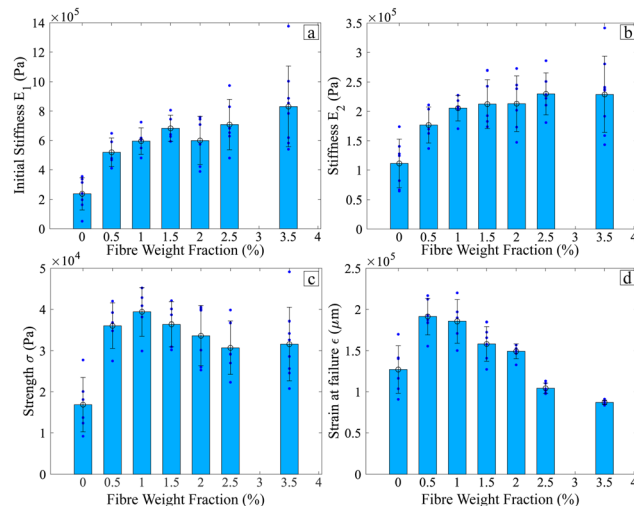 ×10⁵
a
Initial Stiffness E₁
(Pa)
14
12
10
8
6
4
2
0
0 0.5 1 1.5 2 2.5 3 3.5 4
Fibre Weight Fraction (%)
×10⁵
b
Stiffness E₂
(Pa)
3.5
3
2.5
2
1.5
1
0.5
0
0 0.5 1 1.5 2 2.5 3 3.5 4
Fibre Weight Fraction (%)
×10⁴
c
Strength σ
(Pa)
5
4
3
2
1
0
0 0.5 1 1.5 2 2.5 3 3.5 4
Fibre Weight Fraction (%)
×10⁵
d
Strain at failure ϵ (μm)
2.5
2
1.5
1
0.5
0
0 0.5 1 1.5 2 2.5 3 3.5 4
Fibre Weight Fraction (%)